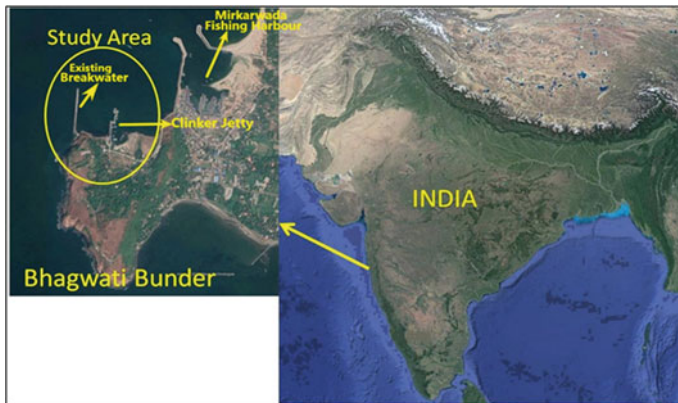 Mirkarwada
Fishing Harbour
Study Area
Existing
Breakwater
Clinker Jetty
INDIA
Bhagwati Bunder